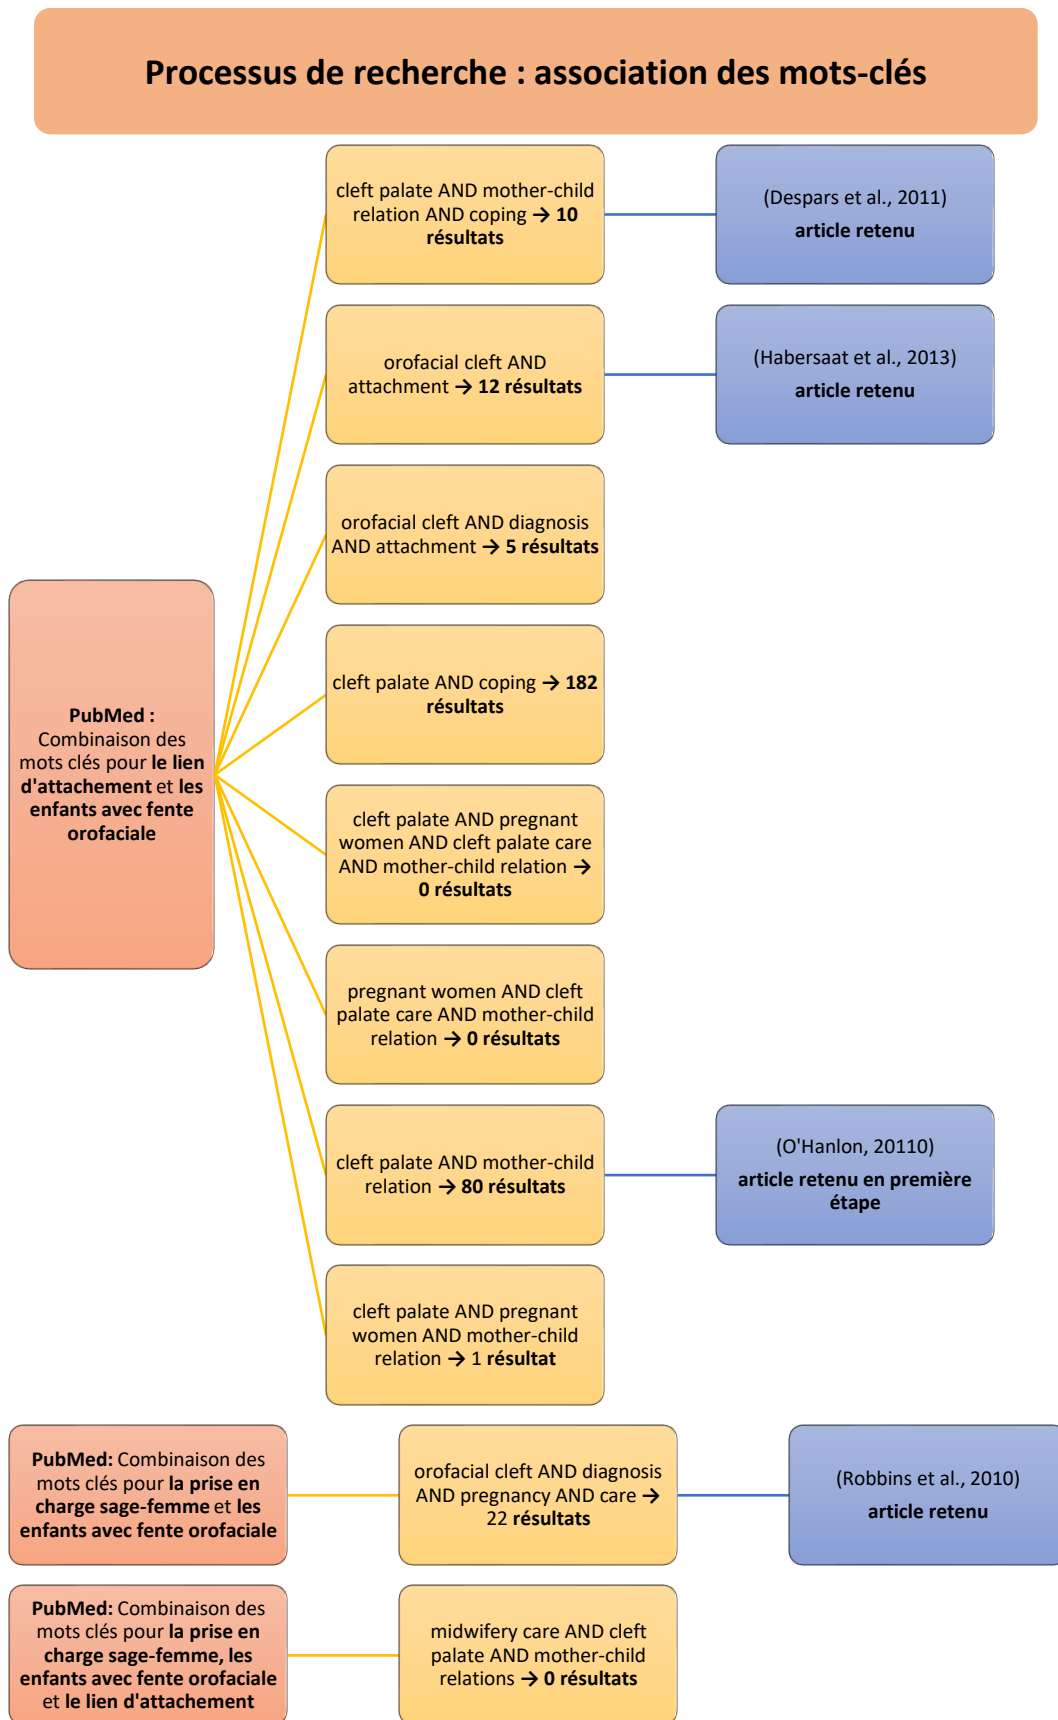 Processus de recherche : association des mots-clés
cleft palate AND mother-child
relation AND coping → 10
résultats
(Despars et al., 2011)
article retenu
orofacial cleft AND
attachment → 12 résultats
(Habersaat et al., 2013)
article retenu
orofacial cleft AND diagnosis
AND attachment → 5 résultats
cleft palate AND coping → 182
résultats
PubMed :
Combinaison des
mots clés pour le lien
d'attachement et les
enfants avec fente
orofaciale
cleft palate AND pregnant
women AND cleft palate care
AND mother-child relation →
0 résultats
pregnant women AND cleft
palate care AND mother-child
relation → 0 résultats
cleft palate AND mother-child
relation → 80 résultats
(O'Hanlon, 20110)
article retenu en première
étape
cleft palate AND pregnant
women AND mother-child
relation → 1 résultat
PubMed: Combinaison des
mots clés pour la prise en
charge sage-femme et les
enfants avec fente orofaciale
orofacial cleft AND diagnosis
AND pregnancy AND care →
22 résultats
(Robbins et al., 2010)
article retenu
PubMed: Combinaison des
mots clés pour la prise en
charge sage-femme, les
enfants avec fente orofaciale
et le lien d'attachement
midwifery care AND cleft
palate AND mother-child
relations → 0 résultats